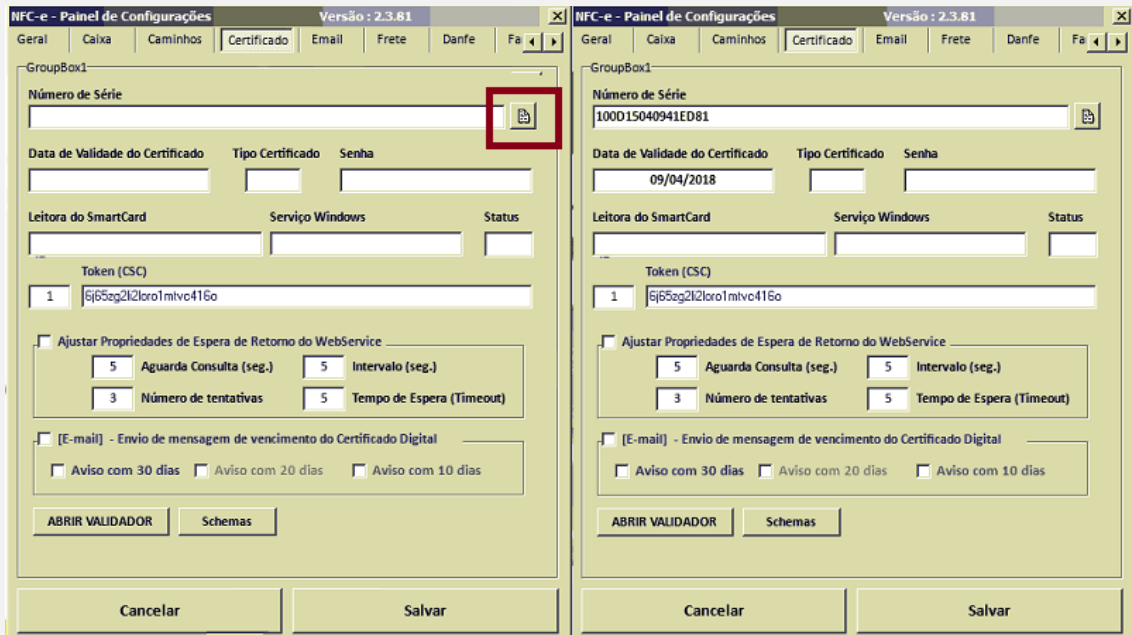 NFC-e - Painel de Configurações Versão : 2.3.81
Geral Caixa Caminhos Certificado Email Frete Danfe Fa
GroupBox1
Número de Série
Data de Validade do Certificado Tipo Certificado Senha
Leitora do SmartCard Serviço Windows Status
Token (CSC)
1 6j65zg2li2loro1mtvc416o
Ajustar Propriedades de Espera de Retorno do WebService
5 Aguarda Consulta (seg.) 5 Intervalo (seg.)
3 Número de tentativas 5 Tempo de Espera (Timeout)
[E-mail] - Envio de mensagem de vencimento do Certificado Digital
Aviso com 30 dias Aviso com 20 dias Aviso com 10 dias
ABRIR VALIDADOR Schemas
Cancelar Salvar
NFC-e - Painel de Configurações Versão : 2.3.81
Geral Caixa Caminhos Certificado Email Frete Danfe Fa
GroupBox1
Número de Série
100D15040941ED81
Data de Validade do Certificado Tipo Certificado Senha
09/04/2018
Leitora do SmartCard Serviço Windows Status
Token (CSC)
1 6j65zg2li2loro1mtvc416o
Ajustar Propriedades de Espera de Retorno do WebService
5 Aguarda Consulta (seg.) 5 Intervalo (seg.)
3 Número de tentativas 5 Tempo de Espera (Timeout)
[E-mail] - Envio de mensagem de vencimento do Certificado Digital
Aviso com 30 dias Aviso com 20 dias Aviso com 10 dias
ABRIR VALIDADOR Schemas
Cancelar Salvar